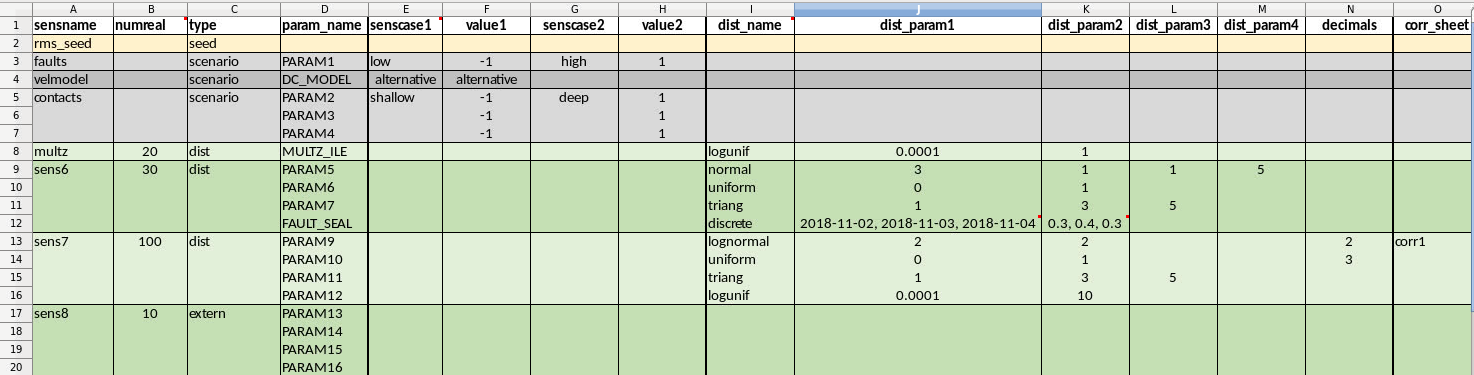 A B C D E F G H I J K L M N O
1 sensname numreal type param_name senscase1 value1 senscase2 value2 dist_name dist_param1 dist_param2 dist_param3 dist_param4 decimals corr_sheet
2 rms_seed seed
3 faults scenario PARAM1 low -1 high 1
4 velmodel scenario DC_MODEL alternative alternative
5 contacts scenario PARAM2 shallow -1 deep 1
6 PARAM3 -1 1
7 PARAM4 -1 1
8 multz 20 dist MULTZ_ILE logunif 0.0001 1
9 sens6 30 dist PARAM5 normal 3 1 1 5
10 PARAM6 uniform 0 1
11 PARAM7 triang 1 3 5
12 FAULT_SEAL discrete 2018-11-02, 2018-11-03, 2018-11-04 0.3, 0.4, 0.3
13 sens7 100 dist PARAM9 lognormal 2 2 2 corr1
14 PARAM10 uniform 0 1 3
15 PARAM11 triang 1 3 5
16 PARAM12 logunif 0.0001 10
17 sens8 10 extern PARAM13
18 PARAM14
19 PARAM15
20 PARAM16